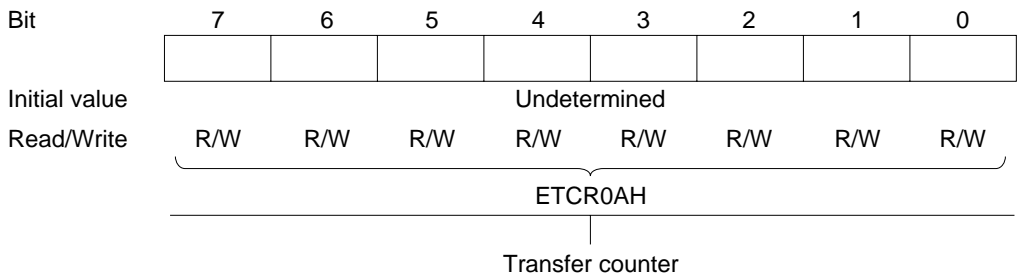 Bit 7 6 5 4 3 2 1 0
Initial value Undetermined
Read/Write R/W R/W R/W R/W R/W R/W R/W R/W
ETCR0AH
Transfer counter